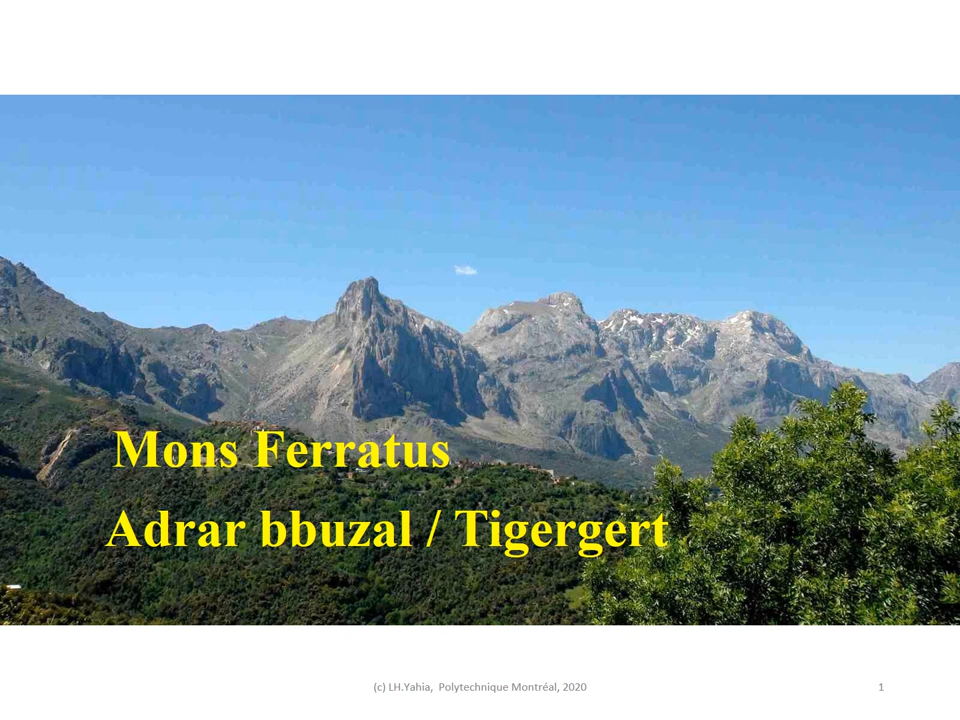 Mons Ferratus
Adrar bbuzal / Tigergert
(c) LH.Yahia, Polytechnique Montréal, 2020
1